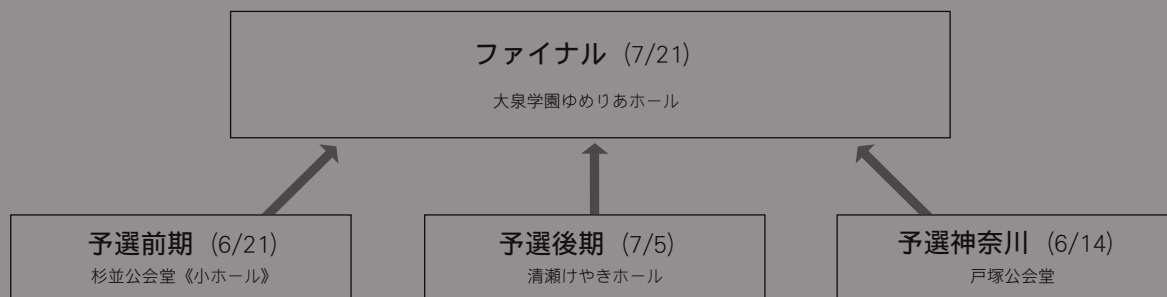 ファイナル (7/21)
大泉学園ゆめりあホール
予選前期 (6/21)
杉並公会堂《小ホール》
予選後期 (7/5)
清瀬けやきホール
予選神奈川 (6/14)
戸塚公会堂